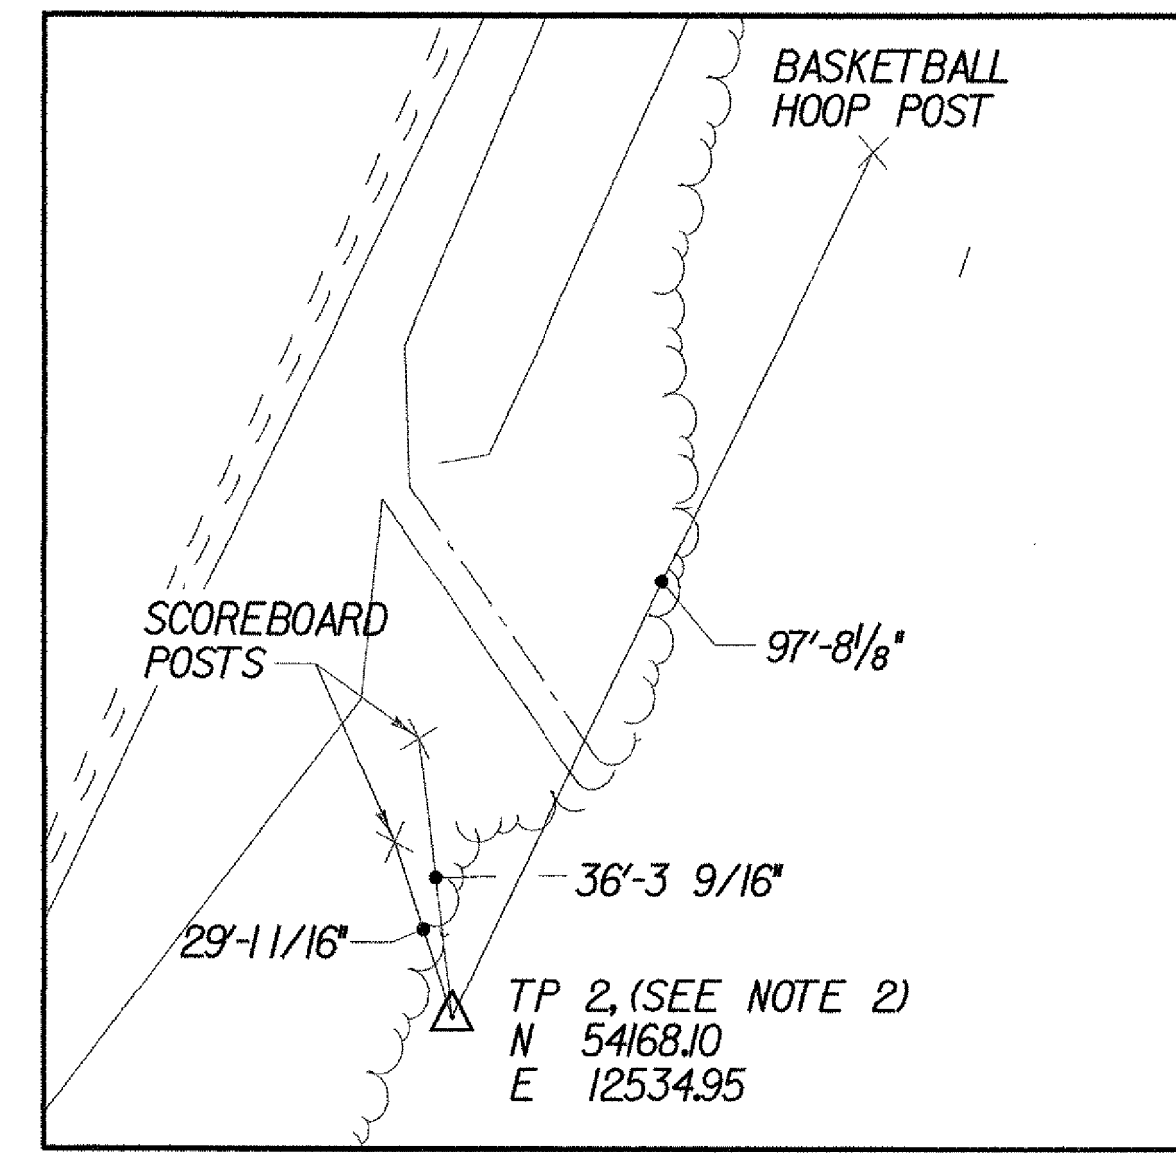 BASKETBALL
HOOP POST
SCOREBOARD
POSTS
97'-8 1/8"
36'-3 9/16"
29'-1 1/16"
TP 2, (SEE NOTE 2)
N 54168.10
E 12534.95